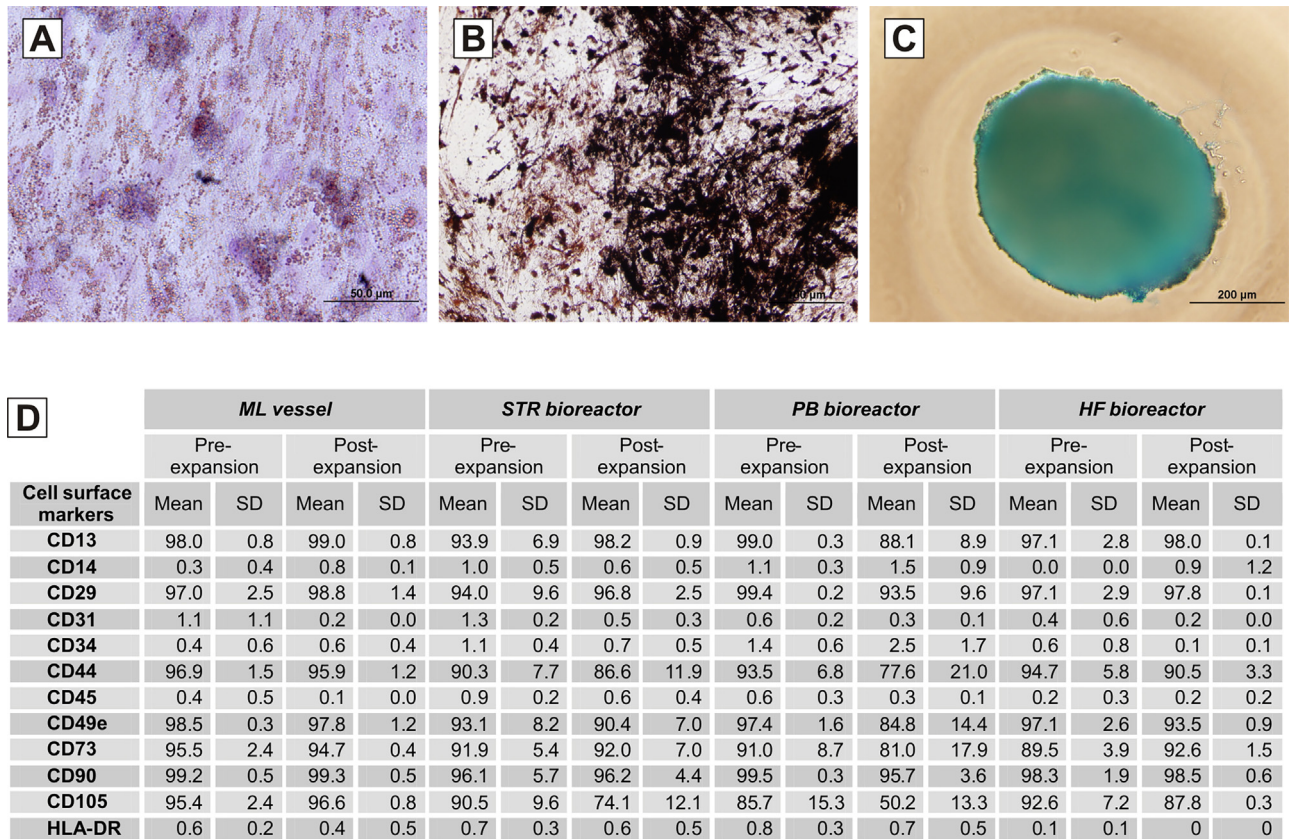 A
B
C
50.0 µm
µm
200 µm
D
ML vessel STR bioreactor PB bioreactor HF bioreactor
Pre- Post- Pre- Post- Pre- Post- Pre- Post-
expansion expansion expansion expansion expansion expansion expansion expansion
Cell surface
markers Mean SD Mean SD Mean SD Mean SD Mean SD Mean SD Mean SD Mean SD
CD13 98.0 0.8 99.0 0.8 93.9 6.9 98.2 0.9 99.0 0.3 88.1 8.9 97.1 2.8 98.0 0.1
CD14 0.3 0.4 0.8 0.1 1.0 0.5 0.6 0.5 1.1 0.3 1.5 0.9 0.0 0.0 0.9 1.2
CD29 97.0 2.5 98.8 1.4 94.0 9.6 96.8 2.5 99.4 0.2 93.5 9.6 97.1 2.9 97.8 0.1
CD31 1.1 1.1 0.2 0.0 1.3 0.2 0.5 0.3 0.6 0.2 0.3 0.1 0.4 0.6 0.2 0.0
CD34 0.4 0.6 0.6 0.4 1.1 0.4 0.7 0.5 1.4 0.6 2.5 1.7 0.6 0.8 0.1 0.1
CD44 96.9 1.5 95.9 1.2 90.3 7.7 86.6 11.9 93.5 6.8 77.6 21.0 94.7 5.8 90.5 3.3
CD45 0.4 0.5 0.1 0.0 0.9 0.2 0.6 0.4 0.6 0.3 0.3 0.1 0.2 0.3 0.2 0.2
CD49e 98.5 0.3 97.8 1.2 93.1 8.2 90.4 7.0 97.4 1.6 84.8 14.4 97.1 2.6 93.5 0.9
CD73 95.5 2.4 94.7 0.4 91.9 5.4 92.0 7.0 91.0 8.7 81.0 17.9 89.5 3.9 92.6 1.5
CD90 99.2 0.5 99.3 0.5 96.1 5.7 96.2 4.4 99.5 0.3 95.7 3.6 98.3 1.9 98.5 0.6
CD105 95.4 2.4 96.6 0.8 90.5 9.6 74.1 12.1 85.7 15.3 50.2 13.3 92.6 7.2 87.8 0.3
HLA-DR 0.6 0.2 0.4 0.5 0.7 0.3 0.6 0.5 0.8 0.3 0.7 0.5 0.1 0.1 0 0